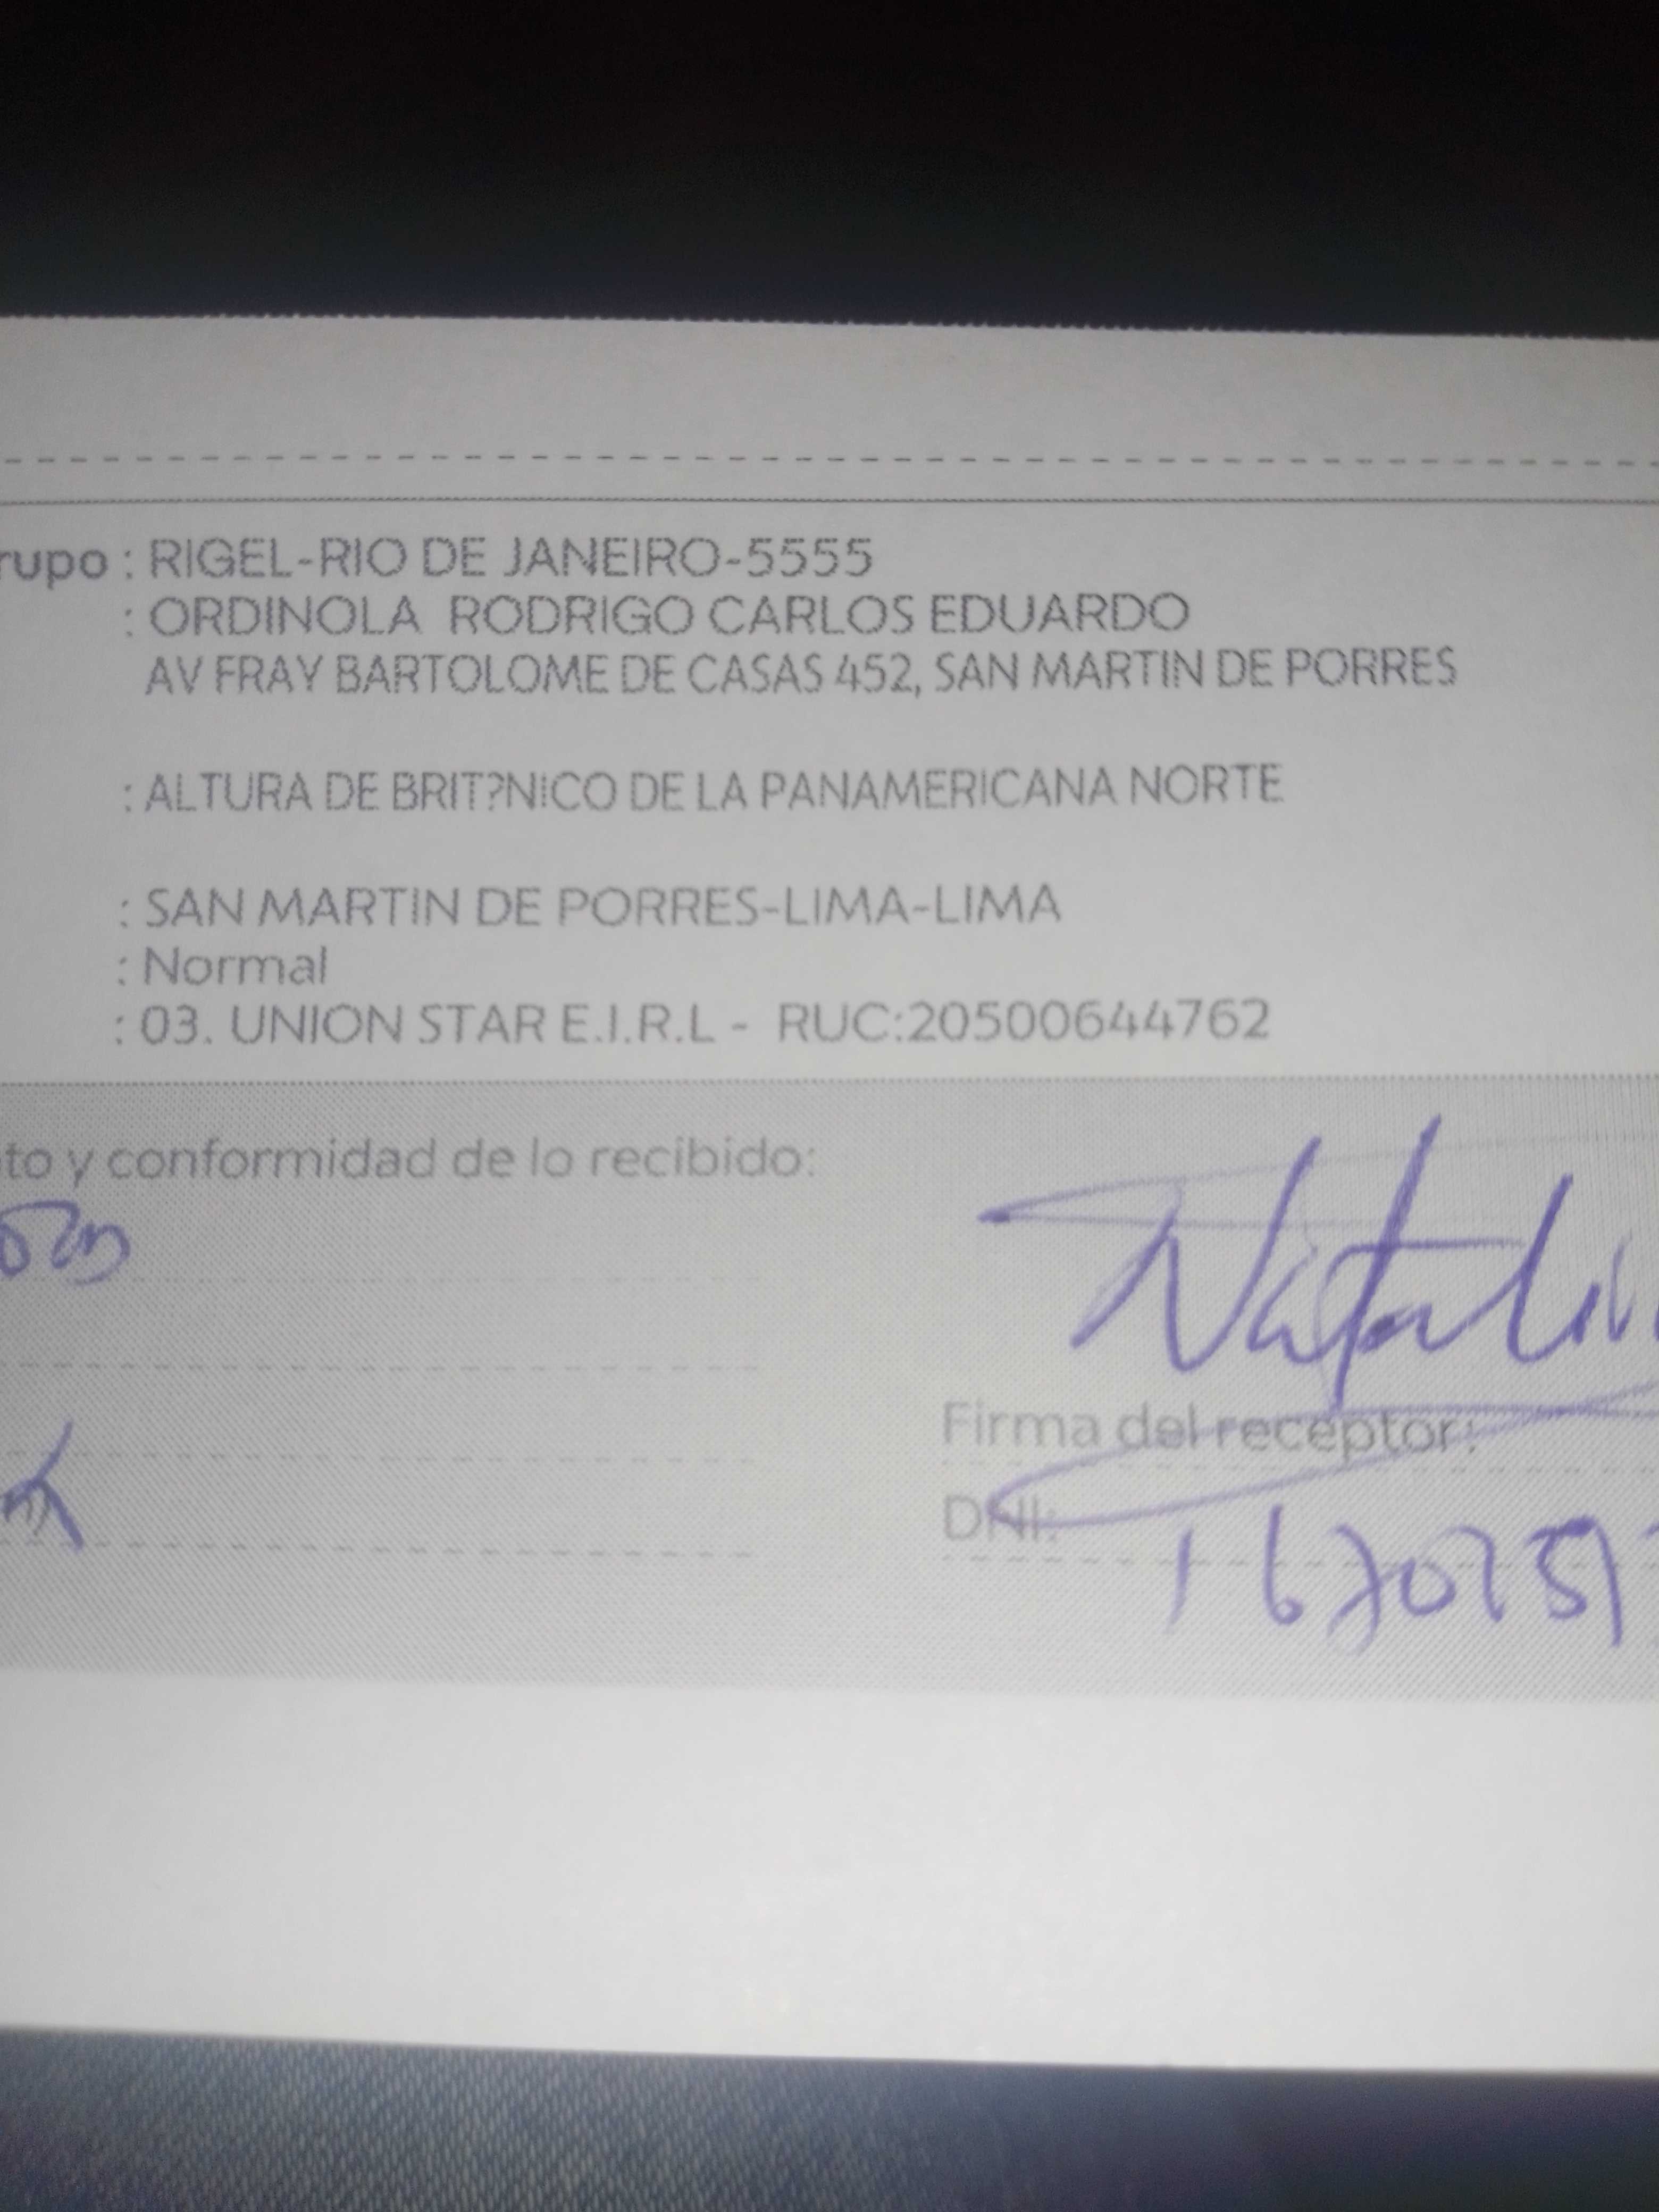 rupo : RIGEL-RIO DE JANEIRO-5555
: ORDINOLA RODRIGO CARLOS EDUARDO
AV FRAY BARTOLOME DE CASAS 452, SAN MARTIN DE PORRES
: ALTURA DE BRIT?NICO DE LA PANAMERICANA NORTE
: SAN MARTIN DE PORRES-LIMA-LIMA
: Normal
: 03. UNION STAR E.I.R.L - RUC:20500644762
to y conformidad de lo recibido:
Firma del receptor:
DNI: